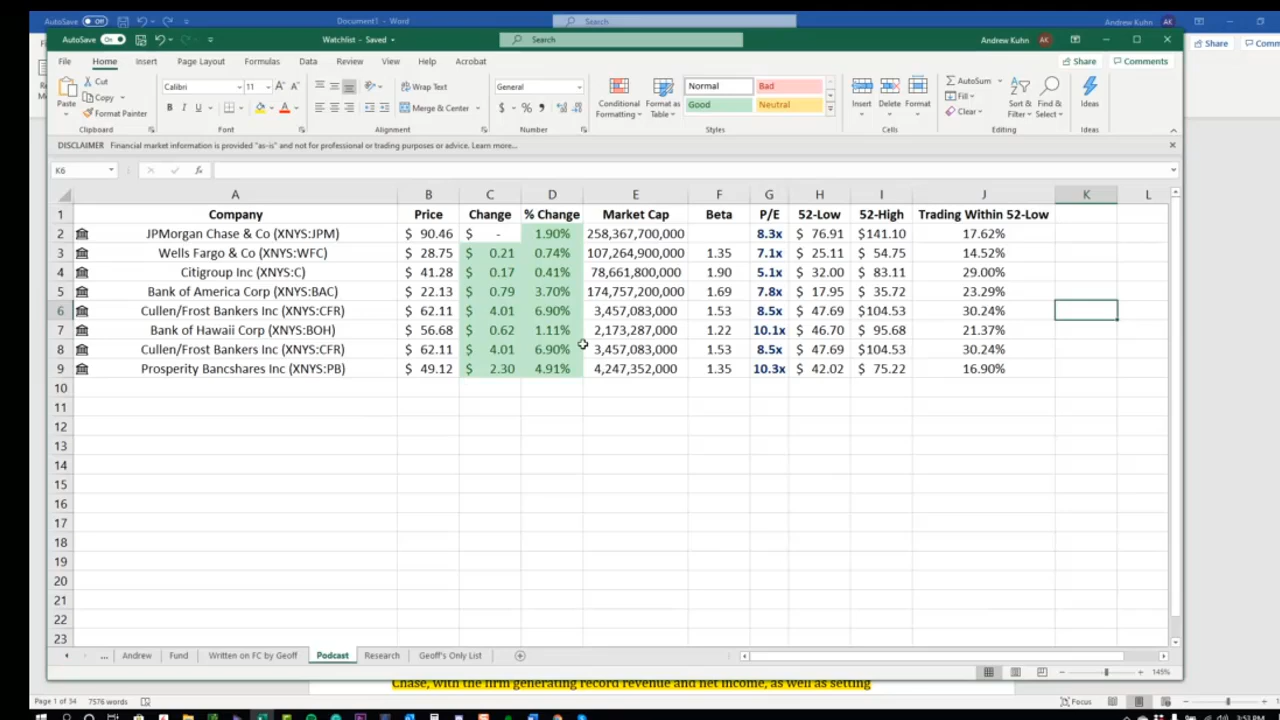 AutoSave Off Document1 - Word Search Andrew Kuhn AK
AutoSave On Watchlist - Saved Search Andrew Kuhn AK
Share Comm
File Home Insert Page Layout Formulas Data Review View Help Acrobat Share Comments
Paste Cut Copy Format Painter Calibri 11 Wrap Text Merge & Center General Conditional Formatting Format as Table Normal Bad Good Neutral Insert Delete Format AutoSum Fill Clear Sort & Filter Find & Select Ideas
Clipboard Font Alignment Number Styles Cells Editing Ideas
DISCLAIMER Financial market information is provided "as-is" and not for professional or trading purposes or advice. Learn more...
K6 fx
A B C D E F G H I J K L
1 Company Price Change % Change Market Cap Beta P/E 52-Low 52-High Trading Within 52-Low
2 JPMorgan Chase & Co (XNYS:JPM) $ 90.46 $ - 1.90% 258,367,700,000 8.3x $ 76.91 $141.10 17.62%
3 Wells Fargo & Co (XNYS:WFC) $ 28.75 $ 0.21 0.74% 107,264,900,000 1.35 7.1x $ 25.11 $ 54.75 14.52%
4 Citigroup Inc (XNYS:C) $ 41.28 $ 0.17 0.41% 78,661,800,000 1.90 5.1x $ 32.00 $ 83.11 29.00%
5 Bank of America Corp (XNYS:BAC) $ 22.13 $ 0.79 3.70% 174,757,200,000 1.69 7.8x $ 17.95 $ 35.72 23.29%
6 Cullen/Frost Bankers Inc (XNYS:CFR) $ 62.11 $ 4.01 6.90% 3,457,083,000 1.53 8.5x $ 47.69 $104.53 30.24%
7 Bank of Hawaii Corp (XNYS:BOH) $ 56.68 $ 0.62 1.11% 2,173,287,000 1.22 10.1x $ 46.70 $ 95.68 21.37%
8 Cullen/Frost Bankers Inc (XNYS:CFR) $ 62.11 $ 4.01 6.90% 3,457,083,000 1.53 8.5x $ 47.69 $104.53 30.24%
9 Prosperity Bancshares Inc (XNYS:PB) $ 49.12 $ 2.30 4.91% 4,247,352,000 1.35 10.3x $ 42.02 $ 75.22 16.90%
10
11
12
13
14
15
16
17
18
19
20
21
22
23
... Andrew Fund Written on FC by Geoff Podcast Research Geoff's Only List
145%
Chase, with the firm generating record revenue and net income, as well as setting
Page 1 of 34 7576 words Focus
3:53 PM